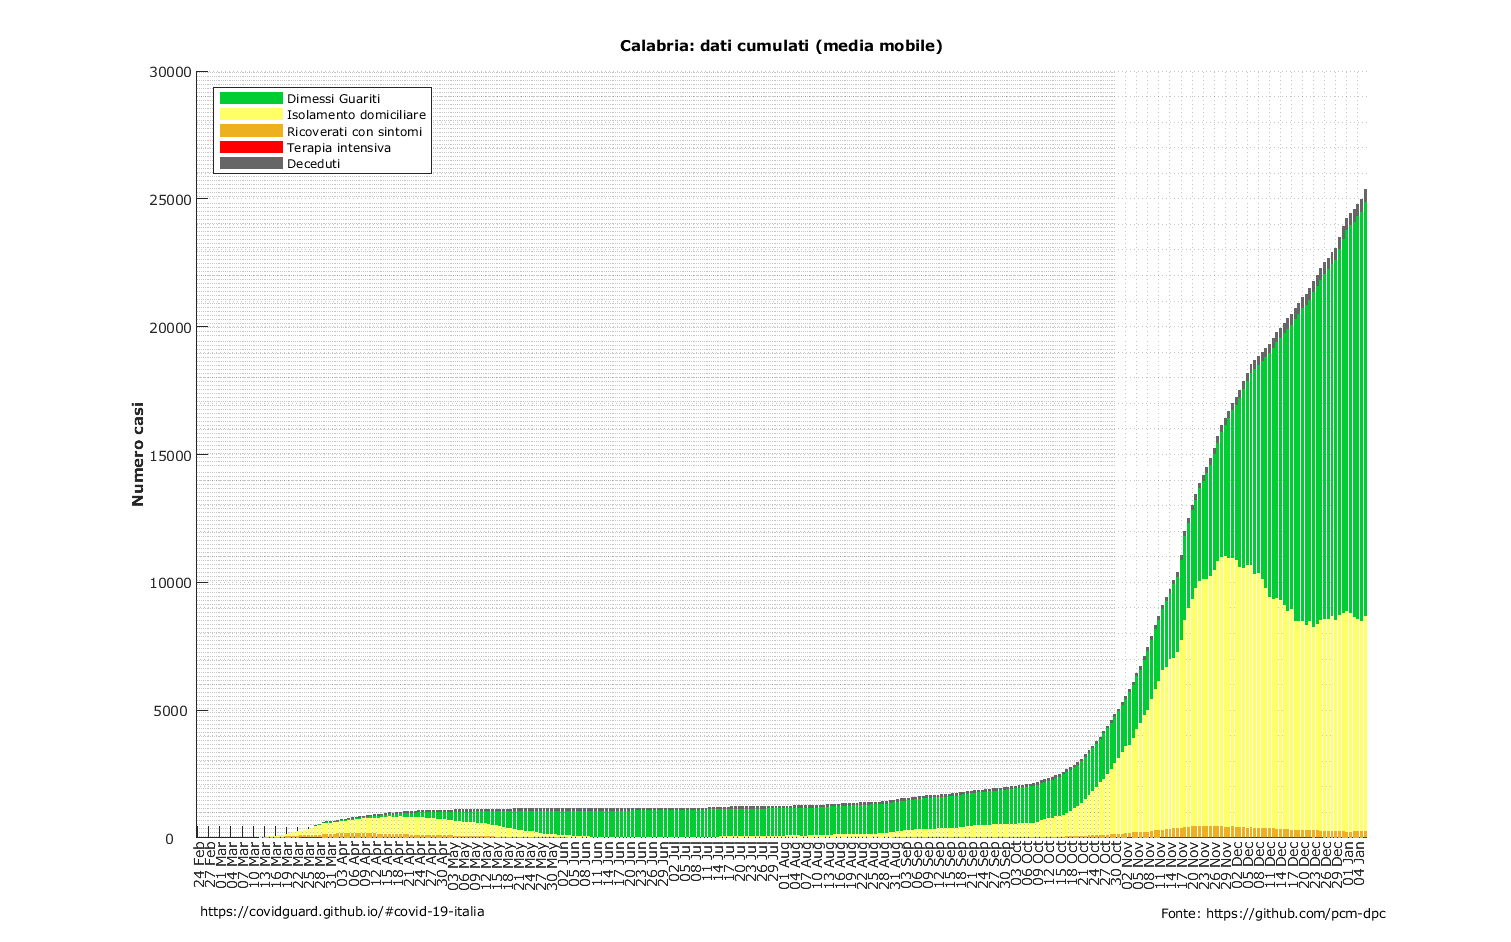 Calabria: dati cumulati (media mobile)
30000
Dimessi Guariti
Isolamento domiciliare
Ricoverati con sintomi
Terapia intensiva
Deceduti
25000
20000
15000
10000
5000
0
Numero casi
24 Feb
27 Feb
01 Mar
04 Mar
07 Mar
10 Mar
13 Mar
16 Mar
19 Mar
22 Mar
25 Mar
28 Mar
31 Mar
03 Apr
06 Apr
09 Apr
12 Apr
15 Apr
18 Apr
21 Apr
24 Apr
27 Apr
30 Apr
03 May
06 May
09 May
12 May
15 May
18 May
21 May
24 May
27 May
30 May
02 Jun
05 Jun
08 Jun
11 Jun
14 Jun
17 Jun
20 Jun
23 Jun
26 Jun
29 Jun
02 Jul
05 Jul
08 Jul
11 Jul
14 Jul
17 Jul
20 Jul
23 Jul
26 Jul
29 Jul
01 Aug
04 Aug
07 Aug
10 Aug
13 Aug
16 Aug
19 Aug
22 Aug
25 Aug
28 Aug
31 Aug
03 Sep
06 Sep
09 Sep
12 Sep
15 Sep
18 Sep
21 Sep
24 Sep
27 Sep
30 Sep
03 Oct
06 Oct
09 Oct
12 Oct
15 Oct
18 Oct
21 Oct
24 Oct
27 Oct
30 Oct
02 Nov
05 Nov
08 Nov
11 Nov
14 Nov
17 Nov
20 Nov
23 Nov
26 Nov
29 Nov
02 Dec
05 Dec
08 Dec
11 Dec
14 Dec
17 Dec
20 Dec
23 Dec
26 Dec
29 Dec
01 Jan
04 Jan
https://covidguard.github.io/#covid-19-italia
Fonte: https://github.com/pcm-dpc